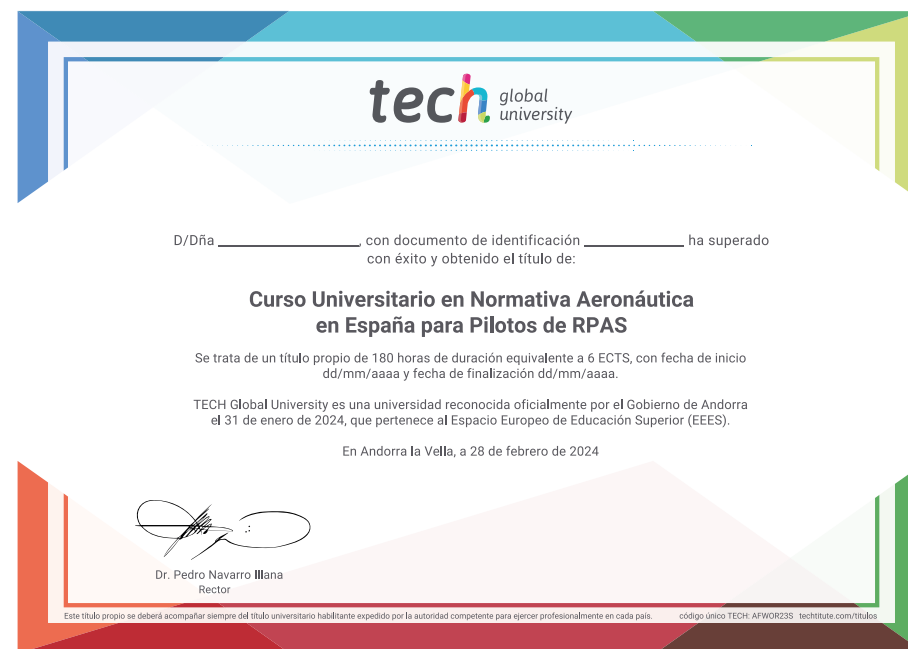 tech global university
D/Dña ____________________, con documento de identificación ______________ ha superado
con éxito y obtenido el título de:
Curso Universitario en Normativa Aeronáutica
en España para Pilotos de RPAS
Se trata de un título propio de 180 horas de duración equivalente a 6 ECTS, con fecha de inicio
dd/mm/aaaa y fecha de finalización dd/mm/aaaa.
TECH Global University es una universidad reconocida oficialmente por el Gobierno de Andorra
el 31 de enero de 2024, que pertenece al Espacio Europeo de Educación Superior (EEES).
En Andorra la Vella, a 28 de febrero de 2024
Dr. Pedro Navarro Illana
Rector
Este título propio se deberá acompañar siempre del título universitario habilitante expedido por la autoridad competente para ejercer profesionalmente en cada país. código único TECH: AFWOR23S techtitute.com/titulos